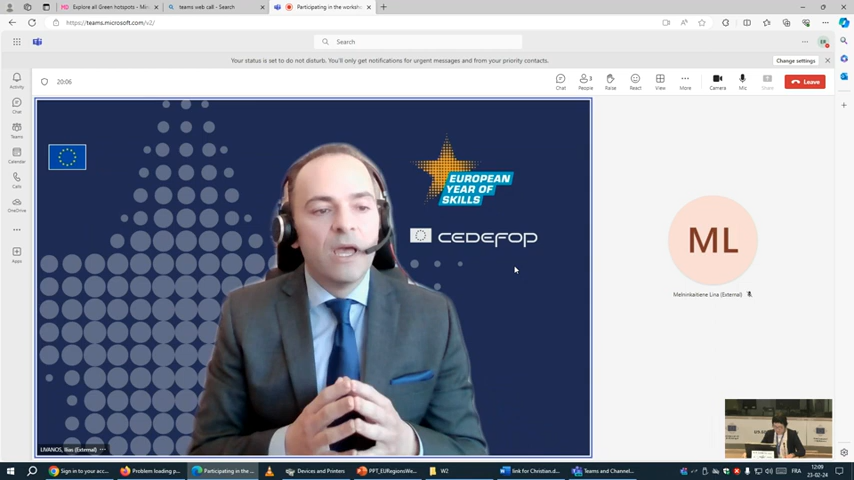 Explore all Green hotspots - Mi
teams web call - Search
Participating in the worksh
https://teams.microsoft.com/v2/
Search
EP
Your status is set to do not disturb. You'll only get notifications for urgent messages and from your priority contacts.
Change settings
20:06
Chat
People
3
Raise
React
View
More
Camera
Mic
Share
Leave
Activity
Chat
Teams
Calendar
Calls
OneDrive
Apps
EUROPEAN
YEAR OF
SKILLS
CEDEFOP
ML
Melninkaitiene Lina (External)
LIVANOS, Ilias (External)
Sign in to your acc...
Problem loading p...
Participating in the ...
Devices and Printers
PPT_EURegionsWe...
W2
link for Christian.d...
Teams and Channel...
FRA
12:09
23-02-24